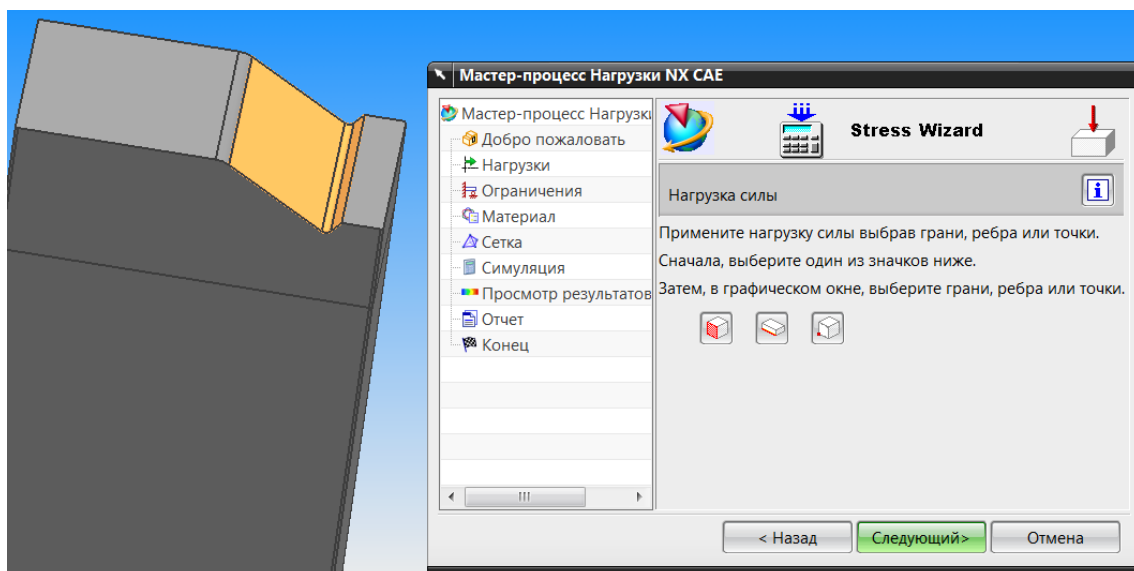 Мастер-процесс Нагрузки NX CAE
Мастер-процесс Нагрузк
Добро пожаловать
Нагрузки
Ограничения
Материал
Сетка
Симуляция
Просмотр результатов
Отчет
Конец
Stress Wizard
Нагрузка силы
Примените нагрузку силы выбрав грани, ребра или точки.
Сначала, выберите один из значков ниже.
Затем, в графическом окне, выберите грани, ребра или точки.
< Назад
Следующий>
Отмена